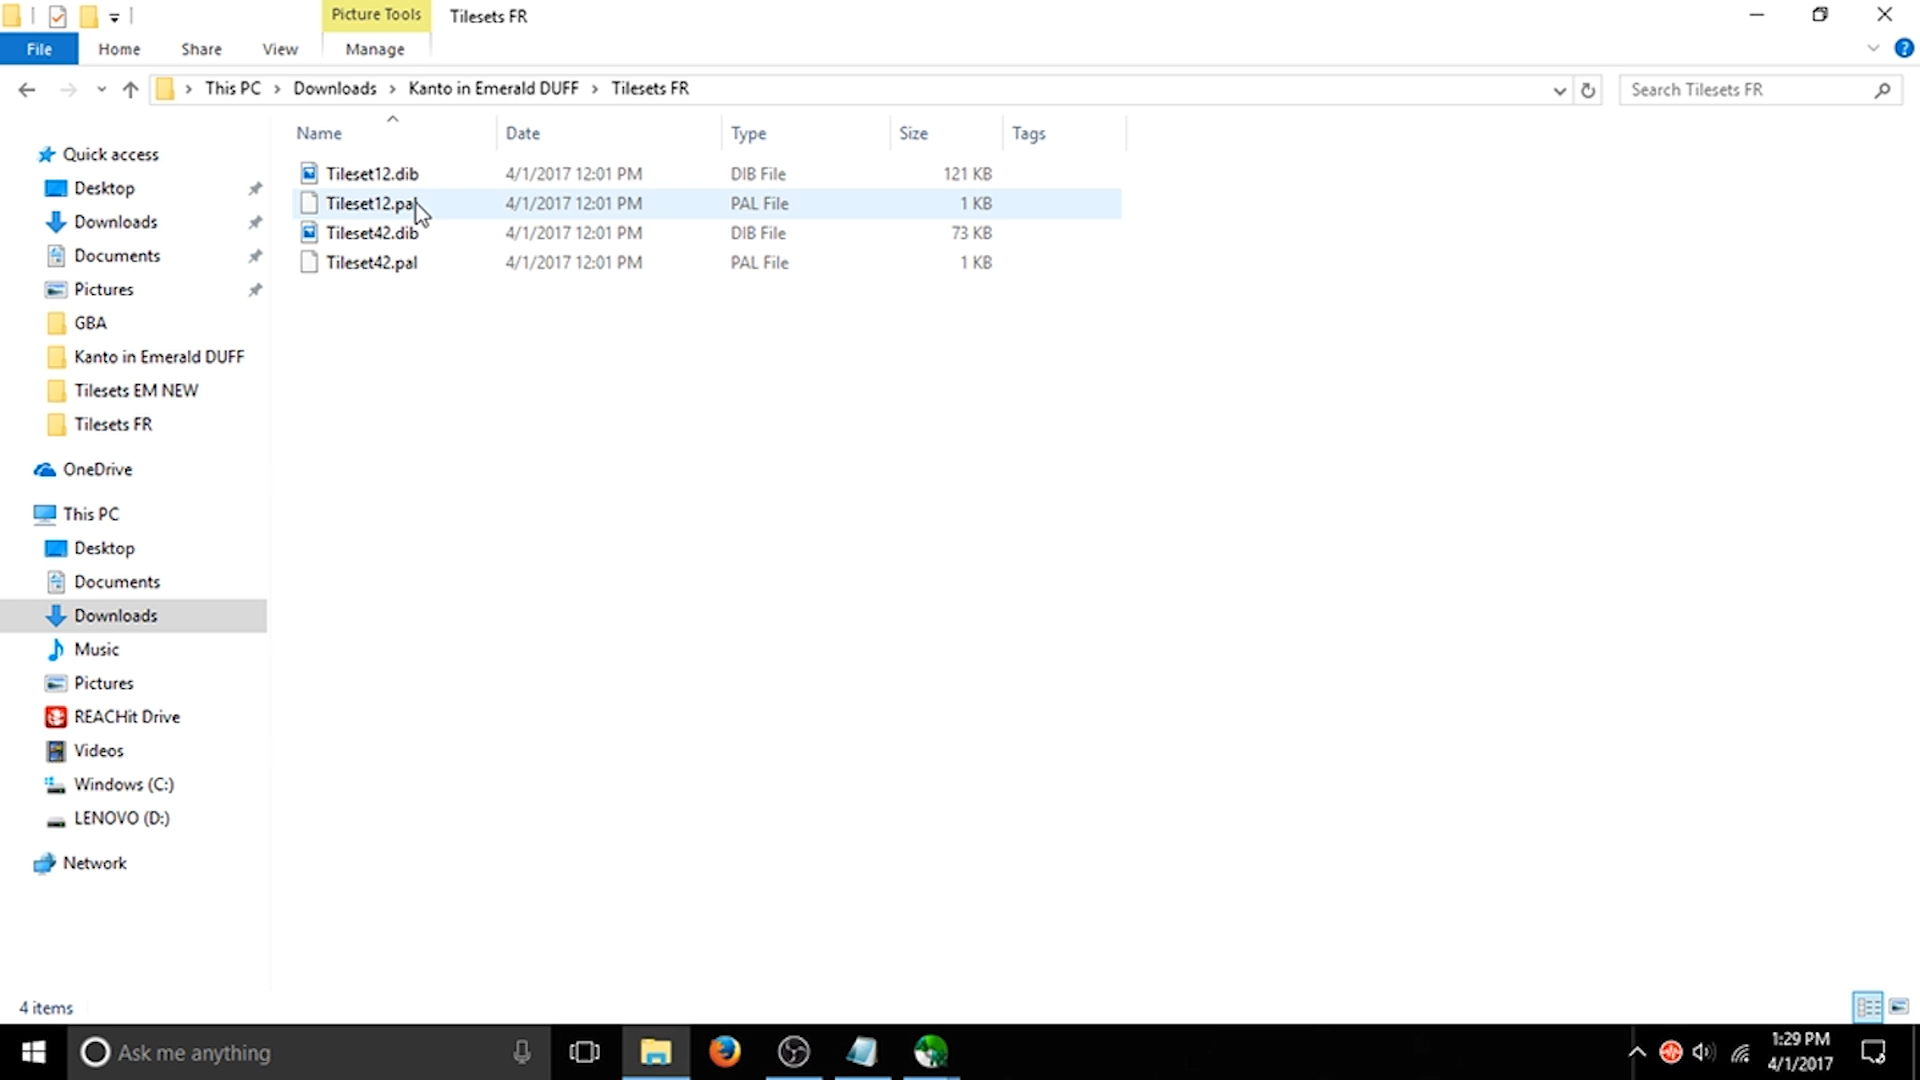 Picture Tools
Tilesets FR
File
Home
Share
View
Manage
This PC
Downloads
Kanto in Emerald DUFF
Tilesets FR
Search Tilesets FR
Name
Date
Type
Size
Tags
Tileset12.dib 4/1/2017 12:01 PM DIB File 121 KB
Tileset12.pal 4/1/2017 12:01 PM PAL File 1 KB
Tileset42.dib 4/1/2017 12:01 PM DIB File 73 KB
Tileset42.pal 4/1/2017 12:01 PM PAL File 1 KB
Quick access
Desktop
Downloads
Documents
Pictures
GBA
Kanto in Emerald DUFF
Tilesets EM NEW
Tilesets FR
OneDrive
This PC
Desktop
Documents
Downloads
Music
Pictures
REACHit Drive
Videos
Windows (C:)
LENOVO (D:)
Network
4 items
Ask me anything
1:29 PM
4/1/2017